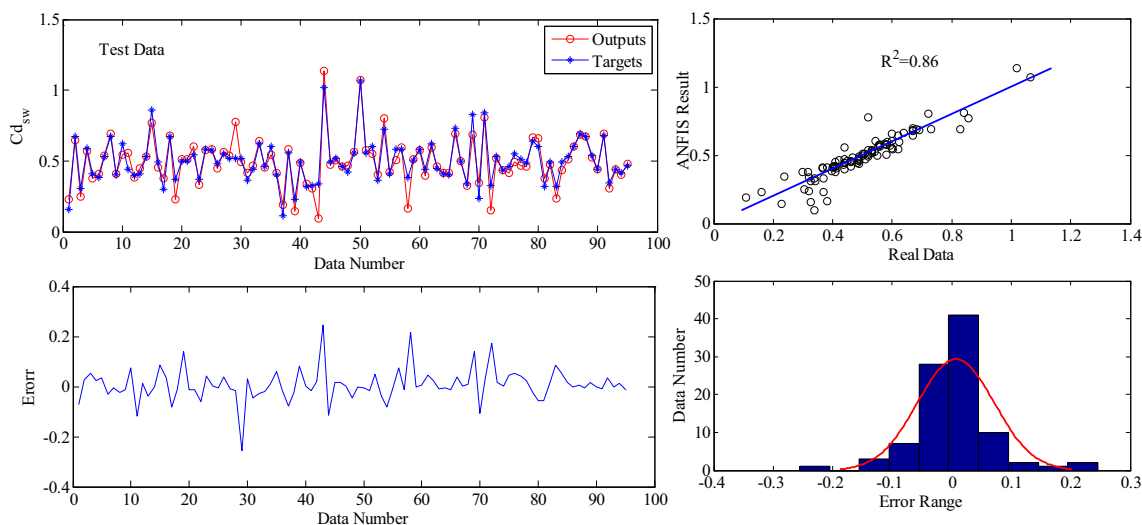 Test Data
Outputs
Targets
1.5
1
0.5
0
Cd_sw
0 10 20 30 40 50 60 70 80 90 100
Data Number
R²=0.86
1.5
1
0.5
0
ANFIS Result
0 0.2 0.4 0.6 0.8 1 1.2 1.4
Real Data
0.4
0.2
0
-0.2
-0.4
Erorr
0 10 20 30 40 50 60 70 80 90 100
Data Number
50
40
30
20
10
0
Data Number
-0.4 -0.3 -0.2 -0.1 0 0.1 0.2 0.3
Error Range